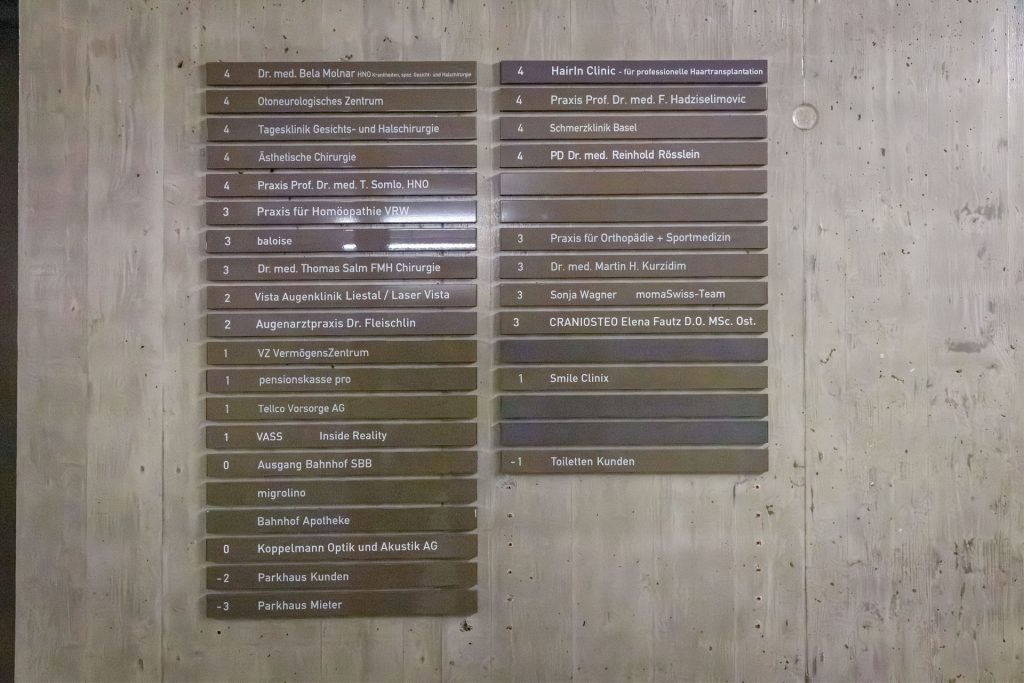 4 Dr. med. Bela Molnar HNO Krankheiten, spez. Gesicht- und Halschirurgie
4 Otoneurologisches Zentrum
4 Tagesklinik Gesichts- und Halschirurgie
4 Ästhetische Chirurgie
4 Praxis Prof. Dr. med. T. Somlo, HNO
3 Praxis für Homöopathie VRW
3 baloise
3 Dr. med. Thomas Salm FMH Chirurgie
2 Vista Augenklinik Liestal / Laser Vista
2 Augenarztpraxis Dr. Fleischlin
1 VZ VermögensZentrum
1 pensionskasse pro
1 Tellco Vorsorge AG
1 VASS Inside Reality
0 Ausgang Bahnhof SBB
migrolino
Bahnhof Apotheke
0 Koppelmann Optik und Akustik AG
-2 Parkhaus Kunden
-3 Parkhaus Mieter
4 HairIn Clinic - für professionelle Haartransplantation
4 Praxis Prof. Dr. med. F. Hadziselimovic
4 Schmerzklinik Basel
4 PD Dr. med. Reinhold Rösslein
3 Praxis für Orthopädie + Sportmedizin
3 Dr. med. Martin H. Kurzidim
3 Sonja Wagner momaSwiss-Team
3 CRANIOSTEO Elena Fautz D.O. MSc. Ost.
1 Smile Clinix
-1 Toiletten Kunden